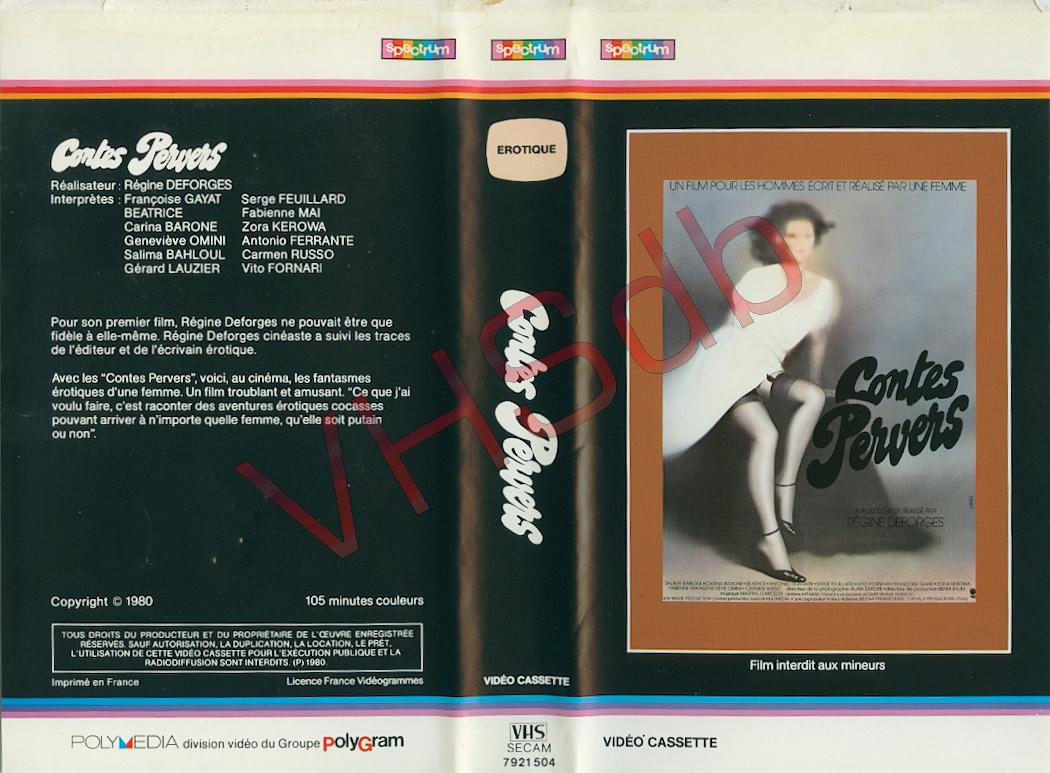 spectrum
spectrum
spectrum
Contes Pervers
Réalisateur : Régine DEFORGES
Interprètes : Françoise GAYAT Serge FEUILLARD
BEATRICE Fabienne MAI
Carina BARONE Zora KEROWA
Geneviève OMINI Antonio FERRANTE
Salima BAHLOUL Carmen RUSSO
Gérard LAUZIER Vito FORNARI
Pour son premier film, Régine Deforges ne pouvait être que
fidèle à elle-même. Régine Deforges cinéaste a suivi les traces
de l'éditeur et de l'écrivain érotique.
Avec les "Contes Pervers", voici, au cinéma, les fantasmes
érotiques d'une femme. Un film troublant et amusant. "Ce que j'ai
voulu faire, c'est raconter des aventures érotiques cocasses
pouvant arriver à n'importe quelle femme, qu'elle soit putain
ou non".
Copyright © 1980 105 minutes couleurs
TOUS DROITS DU PRODUCTEUR ET DU PROPRIÉTAIRE DE L'ŒUVRE ENREGISTRÉE
RÉSERVÉS. SAUF AUTORISATION, LA DUPLICATION, LA LOCATION, LE PRÊT,
L'UTILISATION DE CETTE VIDÉO CASSETTE POUR L'EXÉCUTION PUBLIQUE ET LA
RADIODIFFUSION SONT INTERDITS. (P) 1980.
Imprimé en France Licence France Vidéogrammes
POLYMEDIA division vidéo du Groupe PolyGram
EROTIQUE
Contes Pervers
VIDÉO CASSETTE
VHS
SECAM
7921504
UN FILM POUR LES HOMMES ÉCRIT ET RÉALISÉ PAR UNE FEMME
Contes
Pervers
UN FILM ÉCRIT ET RÉALISÉ PAR
RÉGINE DEFORGES
Film interdit aux mineurs
VIDÉO CASSETTE
VHSdb